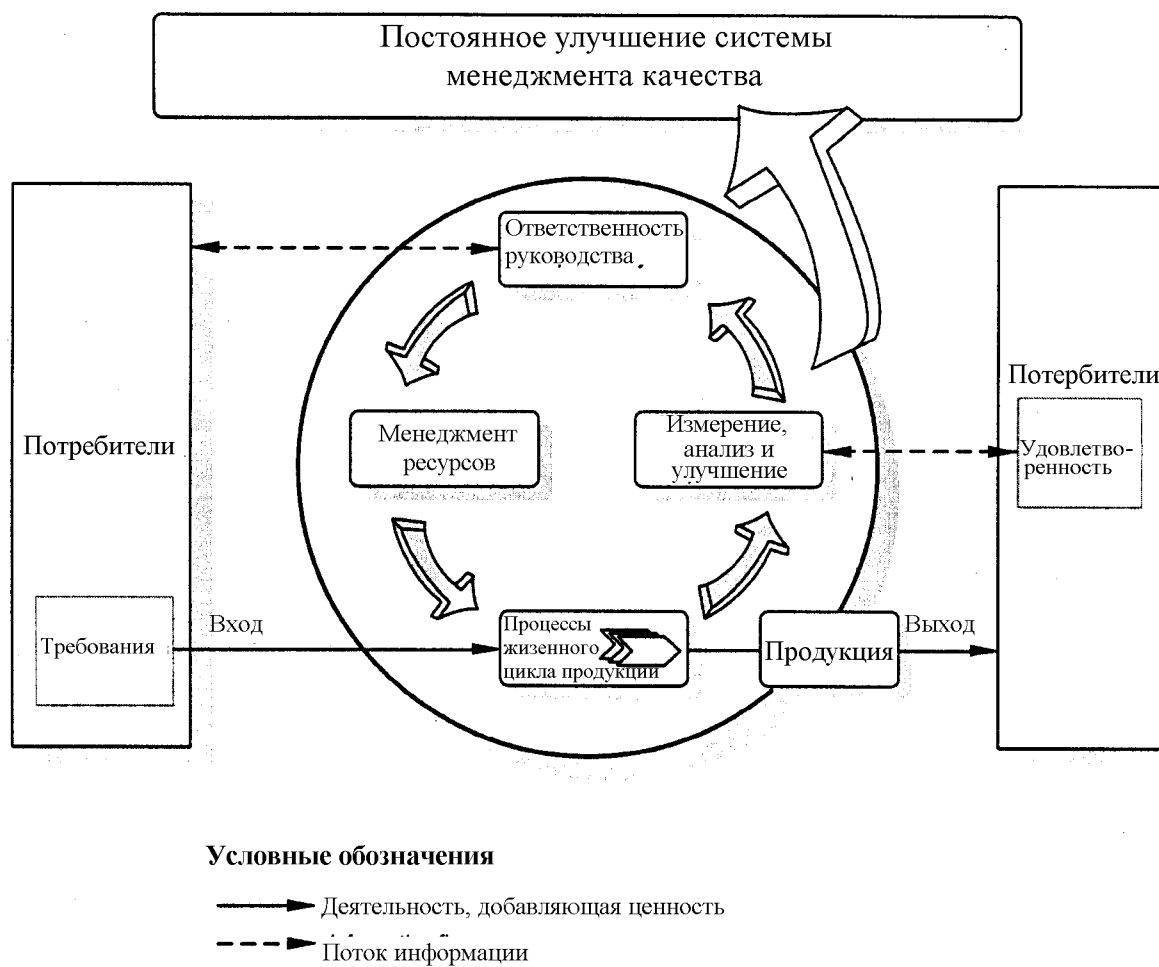 Постоянное улучшение системы
менеджмента качества
Ответственность
руководства
Потребители
Менеджмент
ресурсов
Измерение,
анализ и
улучшение
Потербители
Удовлетво-
ренность
Требования
Вход
Процессы
жизенного
цикла продукции
Продукция
Выход
Условные обозначения
Деятельность, добавляющая ценность
Поток информации